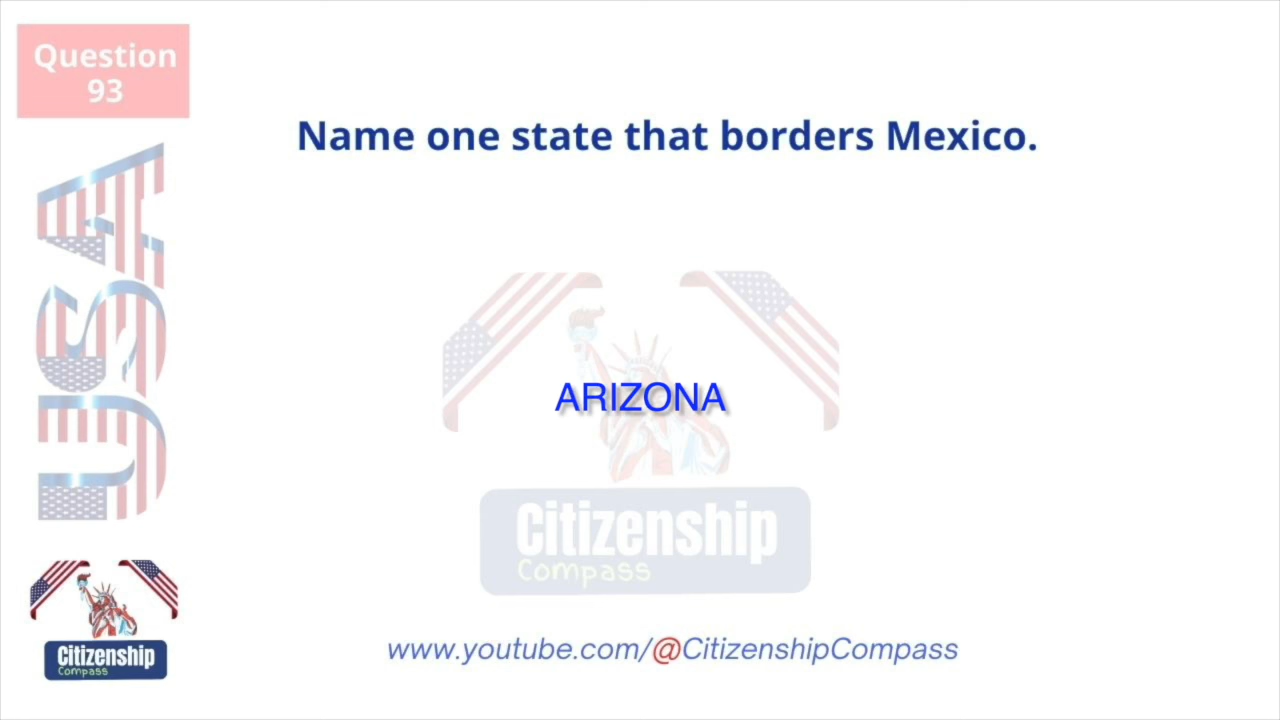 Question
93
Name one state that borders Mexico.
USA
ARIZONA
Citizenship
Compass
Citizenship
Compass
www.youtube.com/@CitizenshipCompass